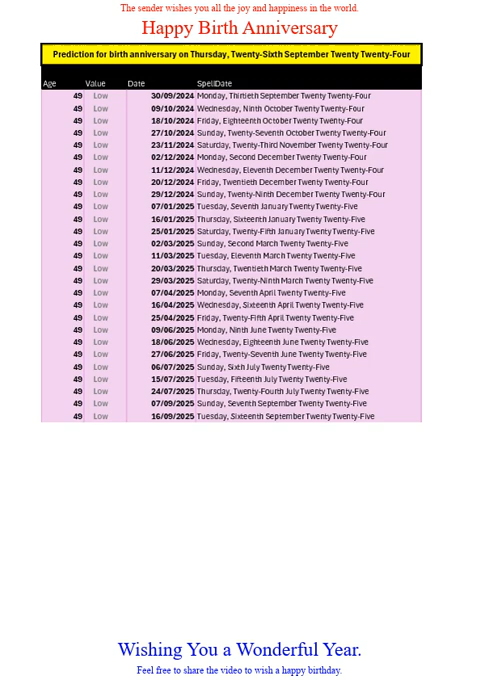 The sender wishes you all the joy and happiness in the world.
Happy Birth Anniversary
Prediction for birth anniversary on Thursday, Twenty-Sixth September Twenty Twenty-Four
Age Value Date SpellDate
49 Low 30/09/2024 Monday, Thirtieth September Twenty Twenty-Four
49 Low 09/10/2024 Wednesday, Ninth October Twenty Twenty-Four
49 Low 18/10/2024 Friday, Eighteenth October Twenty Twenty-Four
49 Low 27/10/2024 Sunday, Twenty-Seventh October Twenty Twenty-Four
49 Low 23/11/2024 Saturday, Twenty-Third November Twenty Twenty-Four
49 Low 02/12/2024 Monday, Second December Twenty Twenty-Four
49 Low 11/12/2024 Wednesday, Eleventh December Twenty Twenty-Four
49 Low 20/12/2024 Friday, Twentieth December Twenty Twenty-Four
49 Low 29/12/2024 Sunday, Twenty-Ninth December Twenty Twenty-Four
49 Low 07/01/2025 Tuesday, Seventh January Twenty Twenty-Five
49 Low 16/01/2025 Thursday, Sixteenth January Twenty Twenty-Five
49 Low 25/01/2025 Saturday, Twenty-Fifth January Twenty Twenty-Five
49 Low 02/03/2025 Sunday, Second March Twenty Twenty-Five
49 Low 11/03/2025 Tuesday, Eleventh March Twenty Twenty-Five
49 Low 20/03/2025 Thursday, Twentieth March Twenty Twenty-Five
49 Low 29/03/2025 Saturday, Twenty-Ninth March Twenty Twenty-Five
49 Low 07/04/2025 Monday, Seventh April Twenty Twenty-Five
49 Low 16/04/2025 Wednesday, Sixteenth April Twenty Twenty-Five
49 Low 25/04/2025 Friday, Twenty-Fifth April Twenty Twenty-Five
49 Low 09/06/2025 Monday, Ninth June Twenty Twenty-Five
49 Low 18/06/2025 Wednesday, Eighteenth June Twenty Twenty-Five
49 Low 27/06/2025 Friday, Twenty-Seventh June Twenty Twenty-Five
49 Low 06/07/2025 Sunday, Sixth July Twenty Twenty-Five
49 Low 15/07/2025 Tuesday, Fifteenth July Twenty Twenty-Five
49 Low 24/07/2025 Thursday, Twenty-Fourth July Twenty Twenty-Five
49 Low 07/09/2025 Sunday, Seventh September Twenty Twenty-Five
49 Low 16/09/2025 Tuesday, Sixteenth September Twenty Twenty-Five
Wishing You a Wonderful Year.
Feel free to share the video to wish a happy birthday.